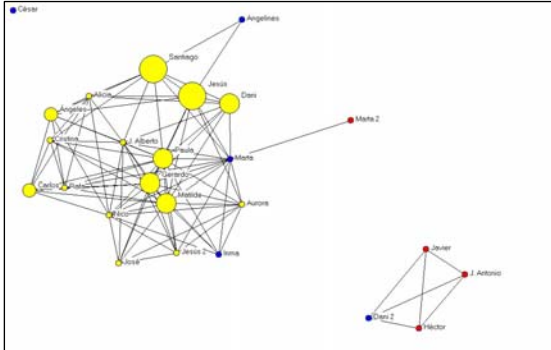 César
Angelines
Santiago
Jesús
Alicia
Dani
Ángeles
Marta 2
Cristina
J. Alberto
Paula
Marta
Gerardo
Carlos
Rafa
Matilde
Aurora
Nico
Jesús 2
Inma
José
Javier
J. Antonio
Dani 2
Héctor